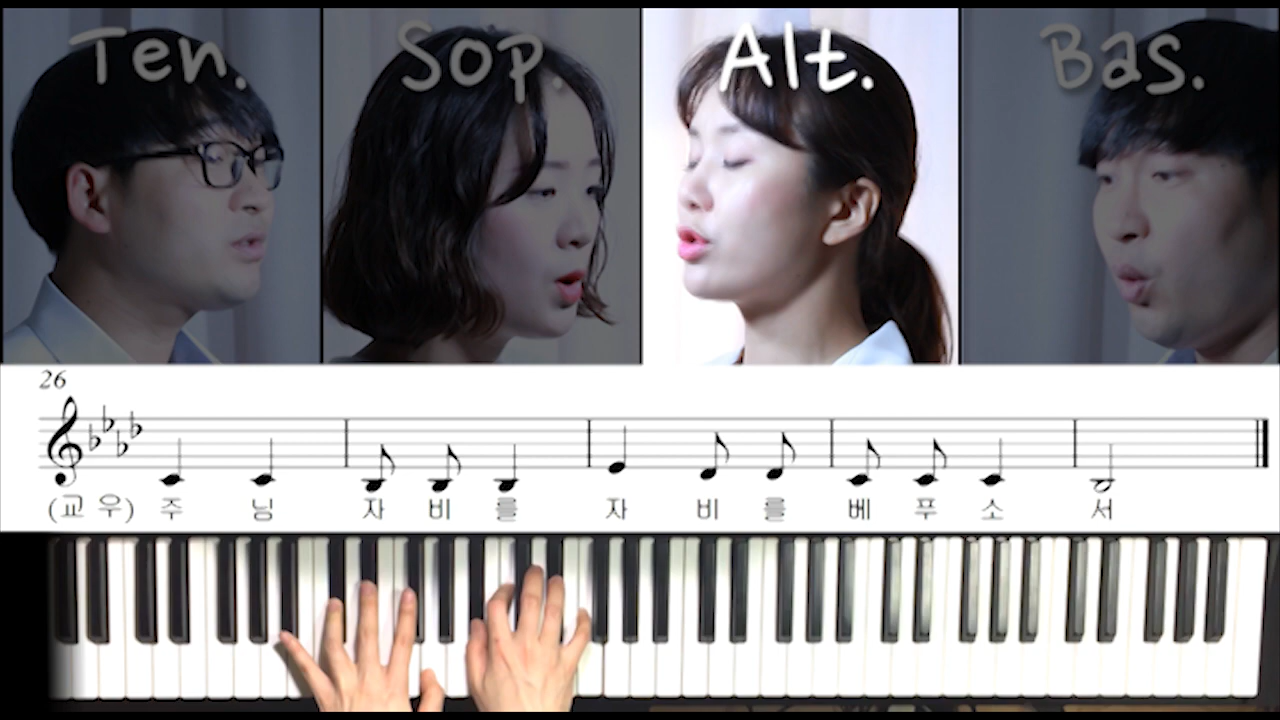 Ten. Sop. Alt. Bas.
26
(교 우) 주 님 자 비 를 자 비 를 베 푸 소 서